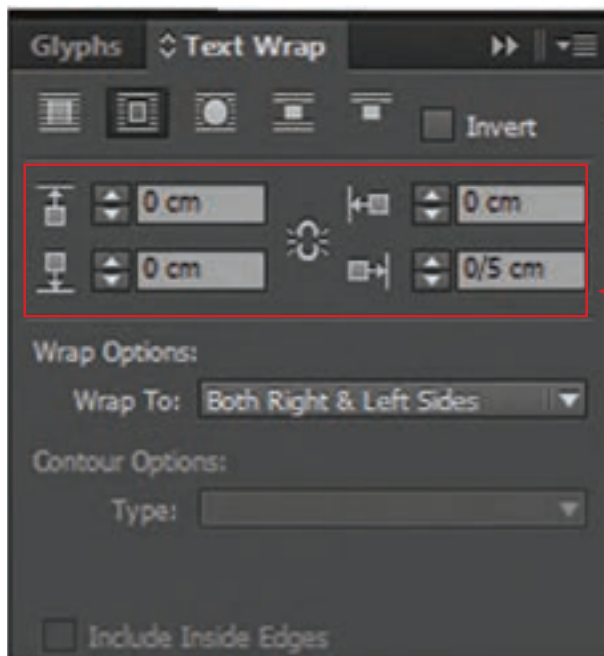 Glyphs Text Wrap
Invert
0 cm 0 cm
0 cm 0/5 cm
Wrap Options:
Wrap To: Both Right & Left Sides
Contour Options:
Type:
Include Inside Edges